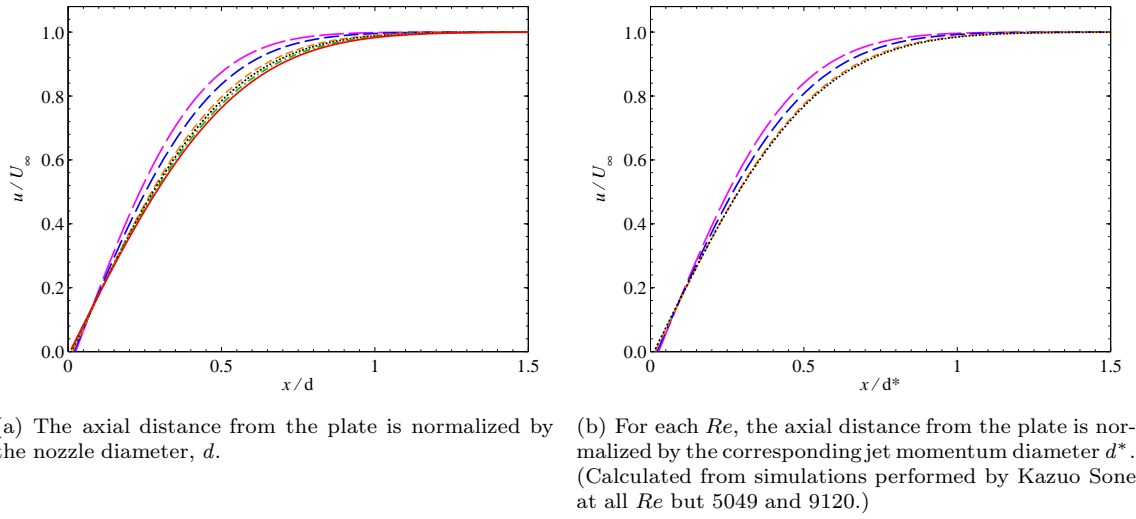 1.0
0.8
0.6
0.4
0.2
0.0
u / U∞
0
0.5
1
1.5
x / d
1.0
0.8
0.6
0.4
0.2
0.0
u / U∞
0
0.5
1
1.5
x / d*
a) The axial distance from the plate is normalized by
the nozzle diameter, d.
(b) For each Re, the axial distance from the plate is nor-
malized by the corresponding jet momentum diameter d*.
(Calculated from simulations performed by Kazuo Sone
at all Re but 5049 and 9120.)